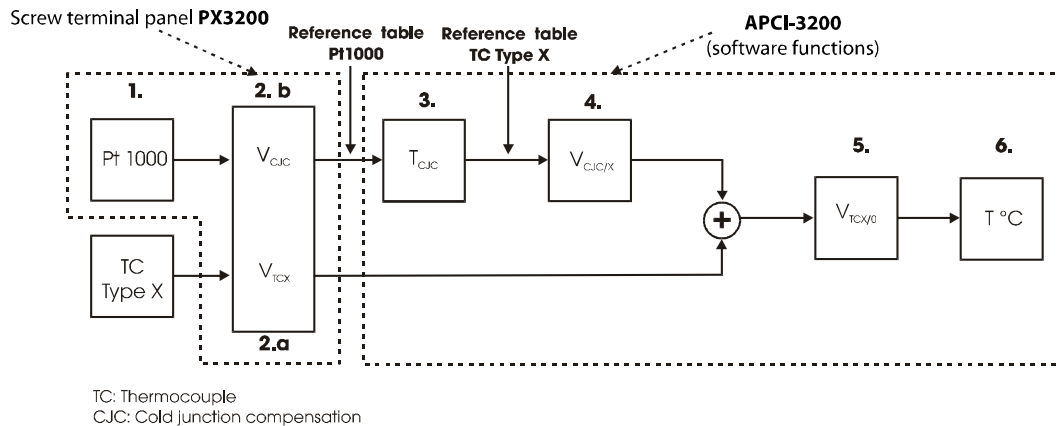 Screw terminal panel PX3200
APCI-3200
(software functions)
Reference table
Pt1000
Reference table
TC Type X
1.
2. b
3.
4.
5.
6.
Pt 1000
V_CJC
T_CJC
V_CJC/X
+
V_TCX/0
T °C
TC
Type X
V_TCX
2.a
TC: Thermocouple
CJC: Cold junction compensation